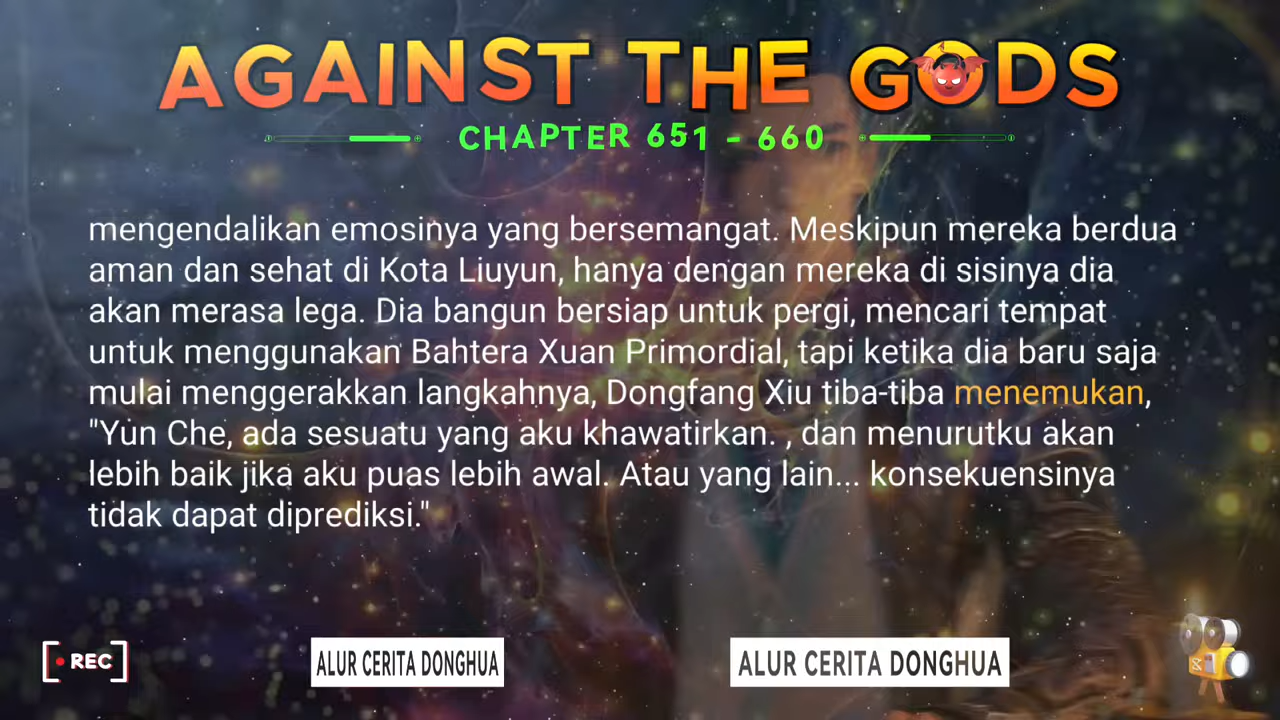 AGAINST THE GODS
CHAPTER 651 - 660
mengendalikan emosinya yang bersemangat. Meskipun mereka berdua
aman dan sehat di Kota Liuyun, hanya dengan mereka di sisinya dia
akan merasa lega. Dia bangun bersiap untuk pergi, mencari tempat
untuk menggunakan Bahtera Xuan Primordial, tapi ketika dia baru saja
mulai menggerakkan langkahnya, Dongfang Xiu tiba-tiba menemukan,
"Yun Che, ada sesuatu yang aku khawatirkan. , dan menurutku akan
lebih baik jika aku puas lebih awal. Atau yang lain... konsekuensinya
tidak dapat diprediksi."
REC
ALUR CERITA DONGHUA
ALUR CERITA DONGHUA